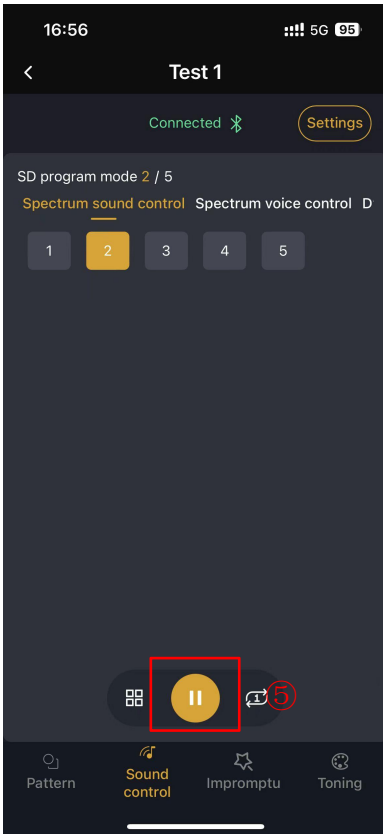 16:56 5G 95
Test 1
Connected Settings
SD program mode 2 / 5
Spectrum sound control Spectrum voice control D
1 2 3 4 5
1 ⑤
Pattern Sound control Impromptu Toning